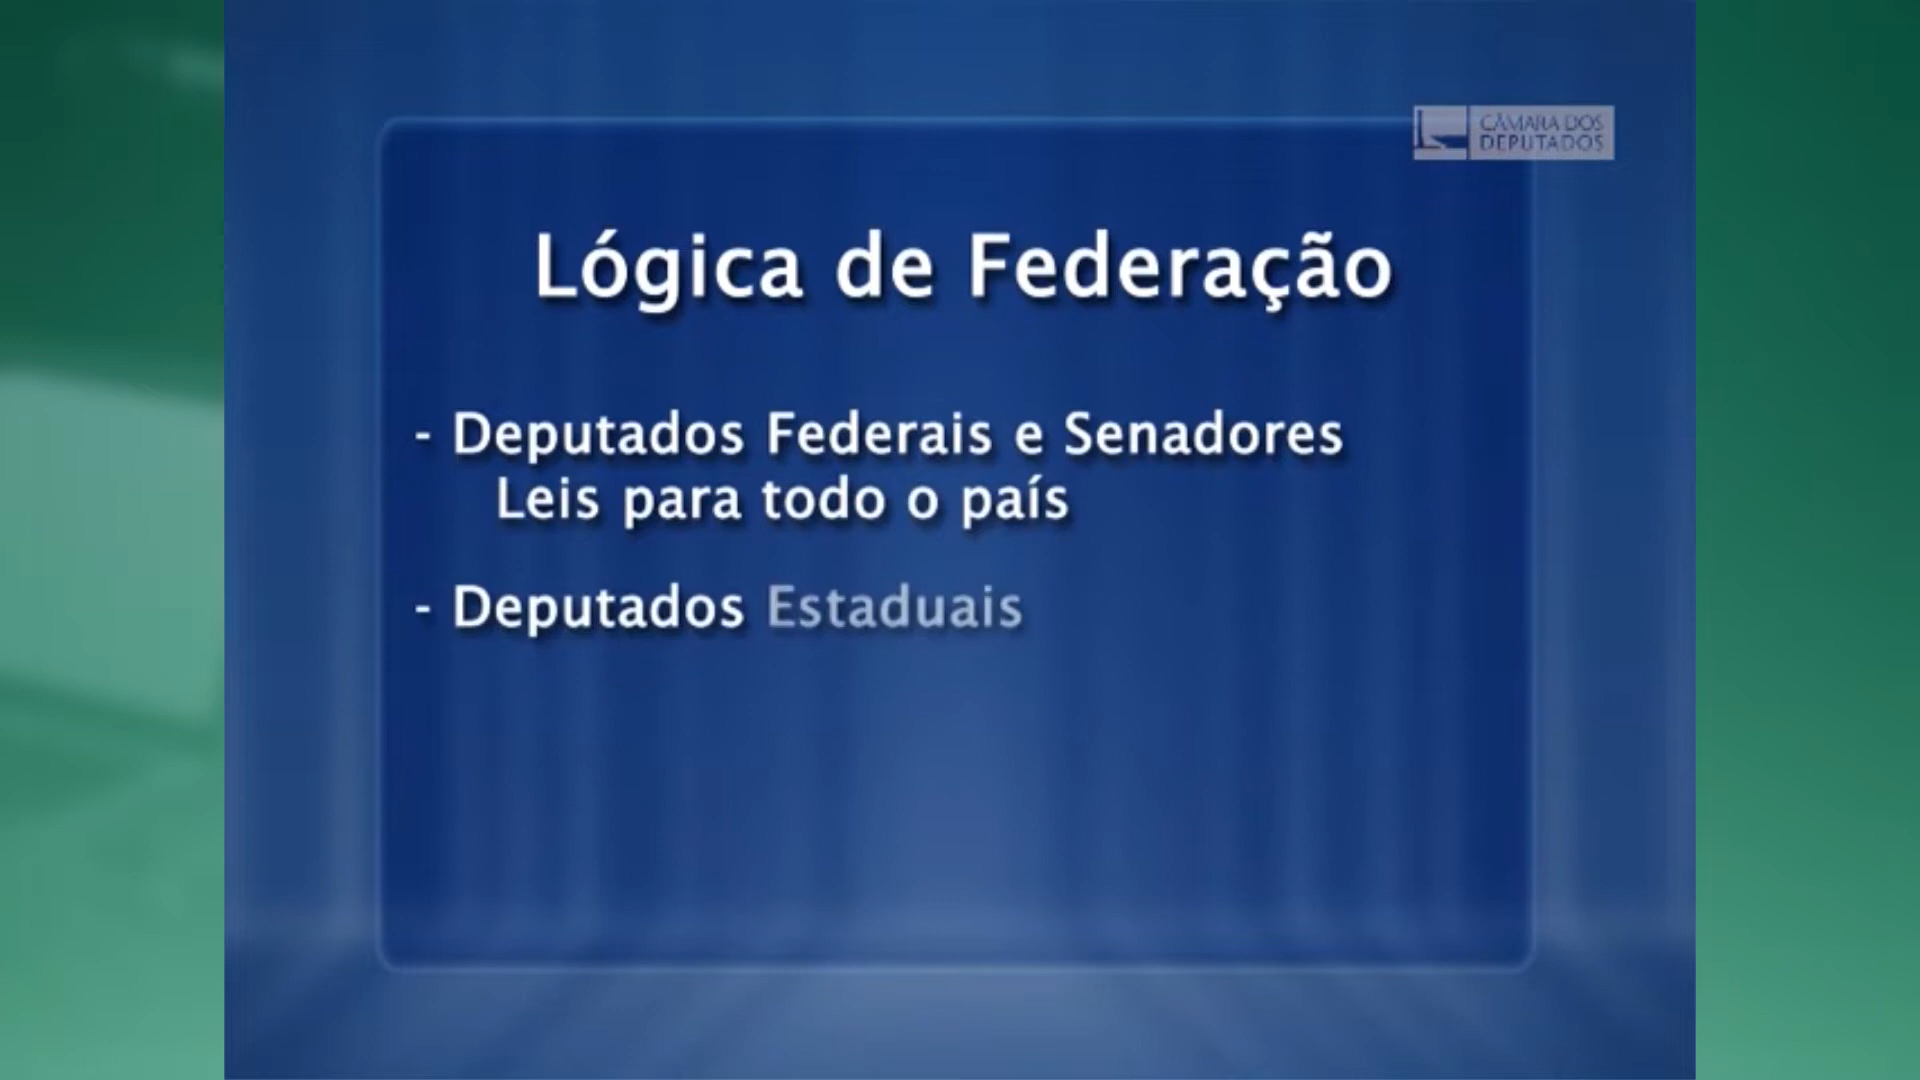 CÂMARA DOS
DEPUTADOS
Lógica de Federação
- Deputados Federais e Senadores
Leis para todo o país
- Deputados Estaduais